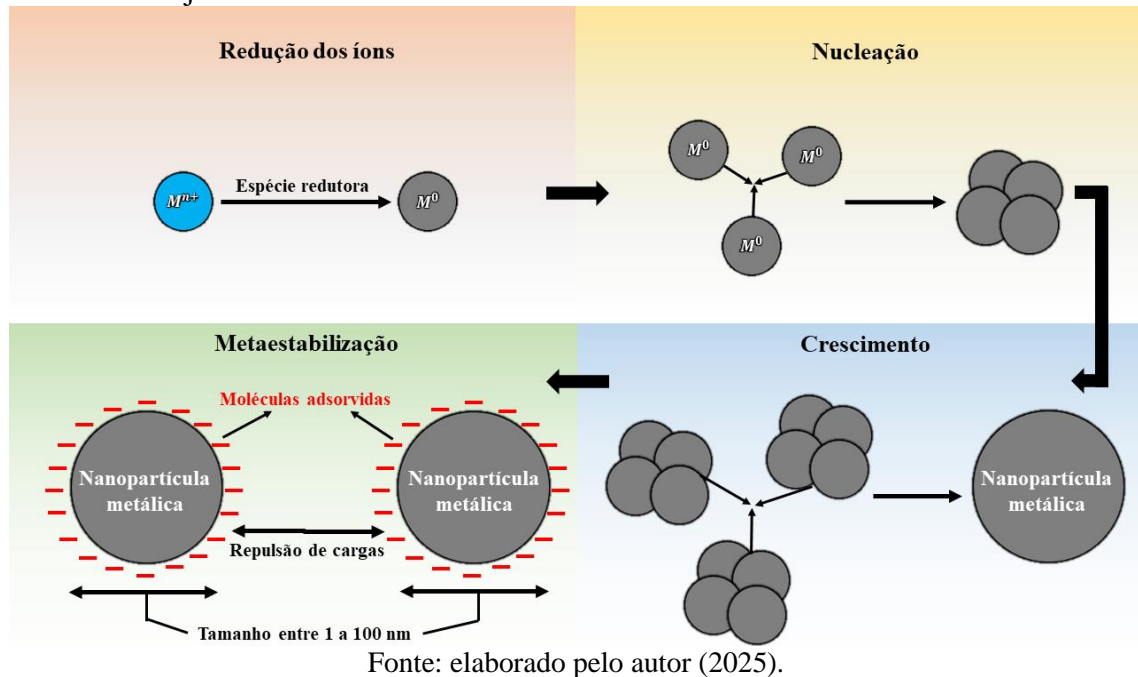 Redução dos íons
Espécie redutora
Mⁿ⁺
M⁰
Nucleação
M⁰
M⁰
M⁰
Metaestabilização
Moléculas adsorvidas
Nanopartícula
metálica
Nanopartícula
metálica
Repulsão de cargas
Tamanho entre 1 a 100 nm
Crescimento
Nanopartícula
metálica
Fonte: elaborado pelo autor (2025).